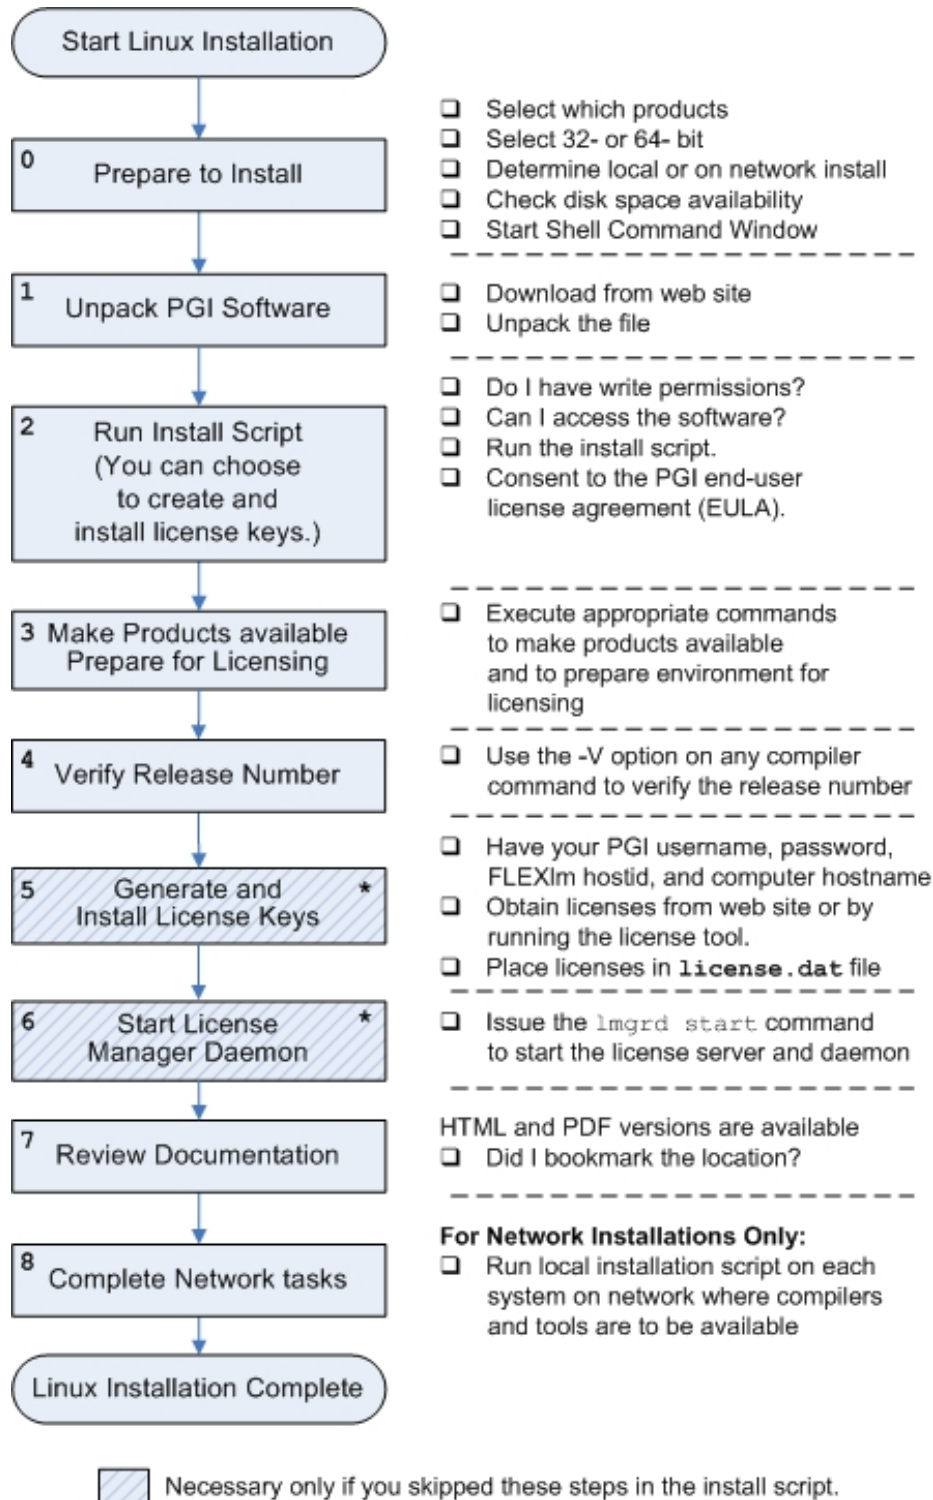 Start Linux Installation
0
Prepare to Install
❑ Select which products
❑ Select 32- or 64- bit
❑ Determine local or on network install
❑ Check disk space availability
❑ Start Shell Command Window
1
Unpack PGI Software
❑ Download from web site
❑ Unpack the file
2
Run Install Script
(You can choose
to create and
install license keys.)
❑ Do I have write permissions?
❑ Can I access the software?
❑ Run the install script.
❑ Consent to the PGI end-user
license agreement (EULA).
3 Make Products available
Prepare for Licensing
❑ Execute appropriate commands
to make products available
and to prepare environment for
licensing
4
Verify Release Number
❑ Use the -V option on any compiler
command to verify the release number
5 Generate and *
Install License Keys
❑ Have your PGI username, password,
FLEXlm hostid, and computer hostname
❑ Obtain licenses from web site or by
running the license tool.
❑ Place licenses in license.dat file
6 Start License *
Manager Daemon
❑ Issue the lmgrd start command
to start the license server and daemon
7
Review Documentation
HTML and PDF versions are available
❑ Did I bookmark the location?
8
Complete Network tasks
For Network Installations Only:
❑ Run local installation script on each
system on network where compilers
and tools are to be available
Linux Installation Complete
Necessary only if you skipped these steps in the install script.